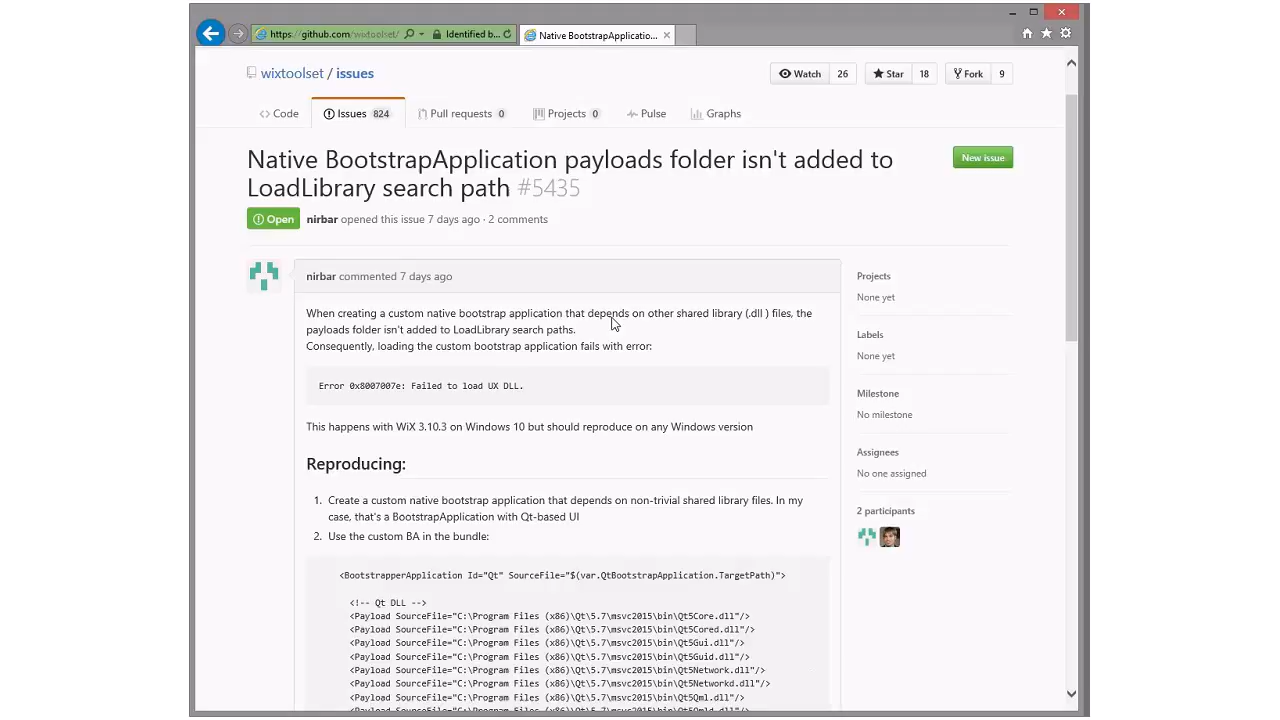 https://github.com/wixtoolset/ Identified b... Native BootstrapApplicatio...
wixtoolset / issues
Watch 26 Star 18 Fork 9
Code Issues 824 Pull requests 0 Projects 0 Pulse Graphs
Native BootstrapApplication payloads folder isn't added to
LoadLibrary search path #5435
New issue
Open nirbar opened this issue 7 days ago · 2 comments
nirbar commented 7 days ago
When creating a custom native bootstrap application that depends on other shared library (.dll ) files, the
payloads folder isn't added to LoadLibrary search paths.
Consequently, loading the custom bootstrap application fails with error:
Error 0x8007007e: Failed to load UX DLL.
This happens with WiX 3.10.3 on Windows 10 but should reproduce on any Windows version
Reproducing:
1. Create a custom native bootstrap application that depends on non-trivial shared library files. In my
case, that's a BootstrapApplication with Qt-based UI
2. Use the custom BA in the bundle:
<BootstrapperApplication Id="Qt" SourceFile="$(var.QtBootstrapApplication.TargetPath)">
<!-- Qt DLL -->
<Payload SourceFile="C:\Program Files (x86)\Qt\5.7\msvc2015\bin\Qt5Core.dll"/>
<Payload SourceFile="C:\Program Files (x86)\Qt\5.7\msvc2015\bin\Qt5Cored.dll"/>
<Payload SourceFile="C:\Program Files (x86)\Qt\5.7\msvc2015\bin\Qt5Gui.dll"/>
<Payload SourceFile="C:\Program Files (x86)\Qt\5.7\msvc2015\bin\Qt5Guid.dll"/>
<Payload SourceFile="C:\Program Files (x86)\Qt\5.7\msvc2015\bin\Qt5Network.dll"/>
<Payload SourceFile="C:\Program Files (x86)\Qt\5.7\msvc2015\bin\Qt5Networkd.dll"/>
<Payload SourceFile="C:\Program Files (x86)\Qt\5.7\msvc2015\bin\Qt5Qml.dll"/>
<Payload SourceFile="C:\Program Files (x86)\Qt\5.7\msvc2015\bin\Qt5Qmld.dll"/>
Projects
None yet
Labels
None yet
Milestone
No milestone
Assignees
No one assigned
2 participants